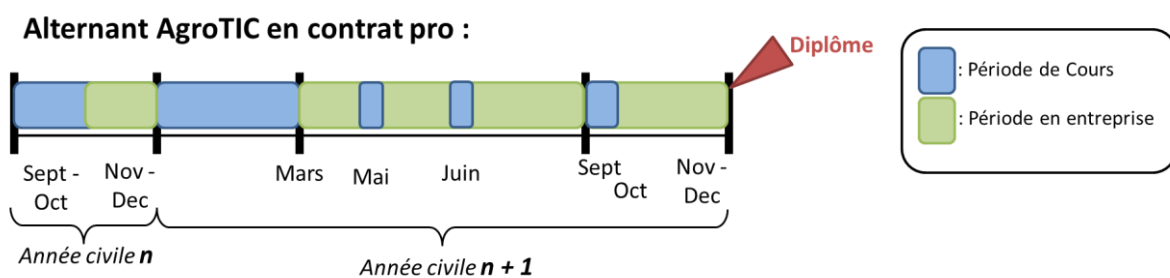 Alternant AgroTIC en contrat pro :
Diplôme
: Période de Cours
: Période en entreprise
Sept -
Oct
Nov -
Dec
Mars
Mai
Juin
Sept
Oct
Nov -
Dec
Année civile n
Année civile n + 1